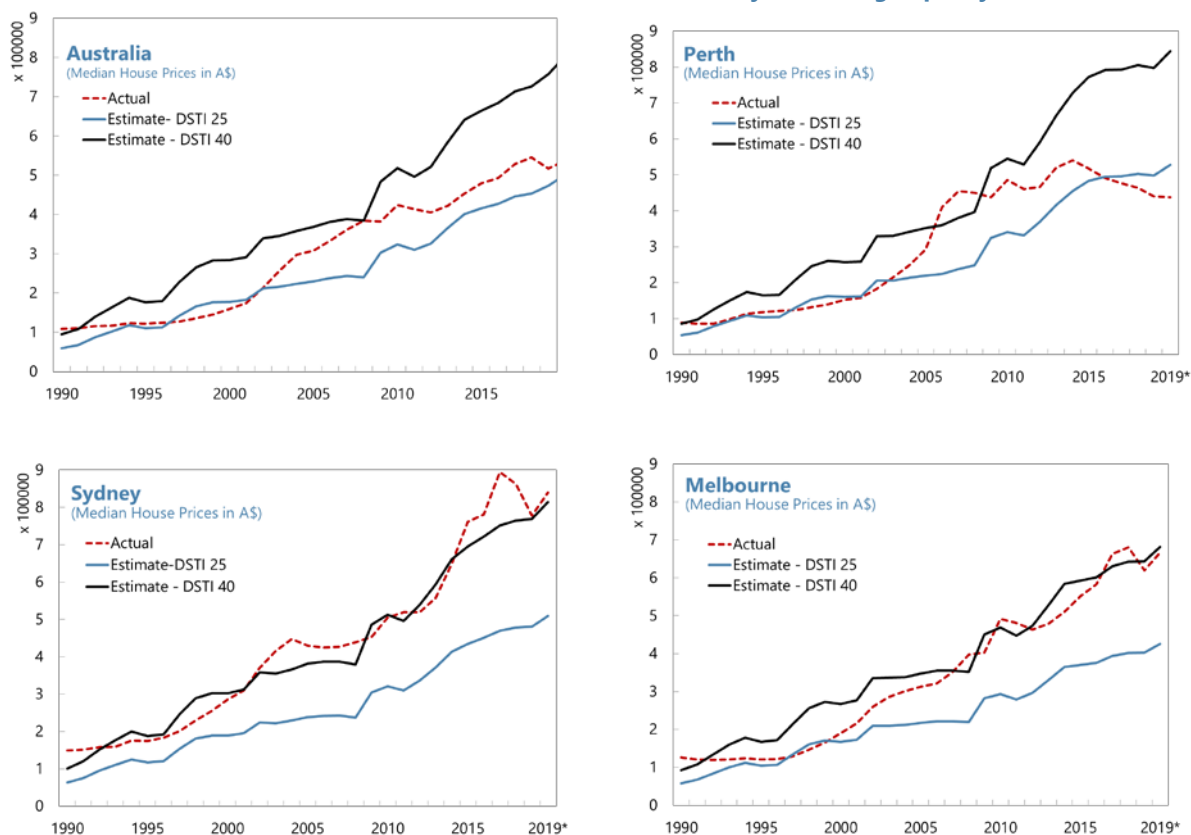 9
8
7
6
5
4
3
2
1
0
x 100000
Australia
(Median House Prices in A$)
Actual
Estimate- DSTI 25
Estimate - DSTI 40
1990 1995 2000 2005 2010 2015
9
8
7
6
5
4
3
2
1
0
x 100000
Perth
(Median House Prices in A$)
Actual
Estimate - DSTI 25
Estimate - DSTI 40
1990 1995 2000 2005 2010 2015 2019*
9
8
7
6
5
4
3
2
1
0
x 100000
Sydney
(Median House Prices in A$)
Actual
Estimate-DSTI 25
Estimate - DSTI 40
1990 1995 2000 2005 2010 2015 2019*
9
8
7
6
5
4
3
2
1
0
x 100000
Melbourne
(Median House Prices in A$)
Actual
Estimate - DSTI 25
Estimate - DSTI 40
1990 1995 2000 2005 2010 2015 2019*